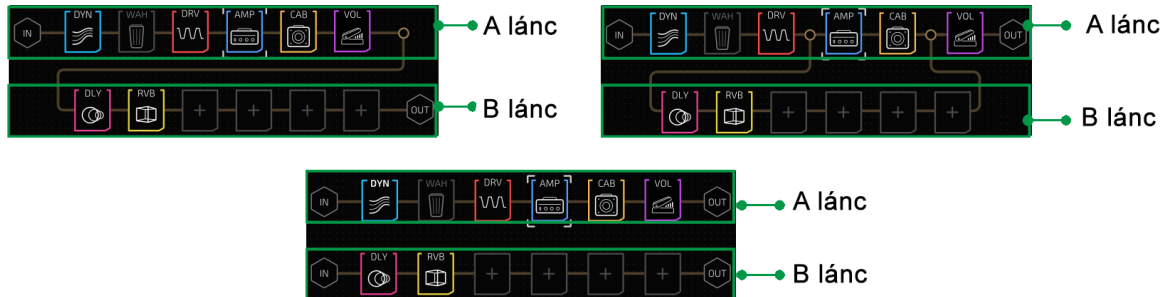 IN DYN WAH DRV AMP CAB VOL A lánc
DLY RVB + + + + OUT B lánc
IN DYN WAH DRV AMP CAB VOL OUT A lánc
DLY RVB + + + + B lánc
IN DYN WAH DRV AMP CAB VOL OUT A lánc
IN DLY RVB + + + + OUT B lánc